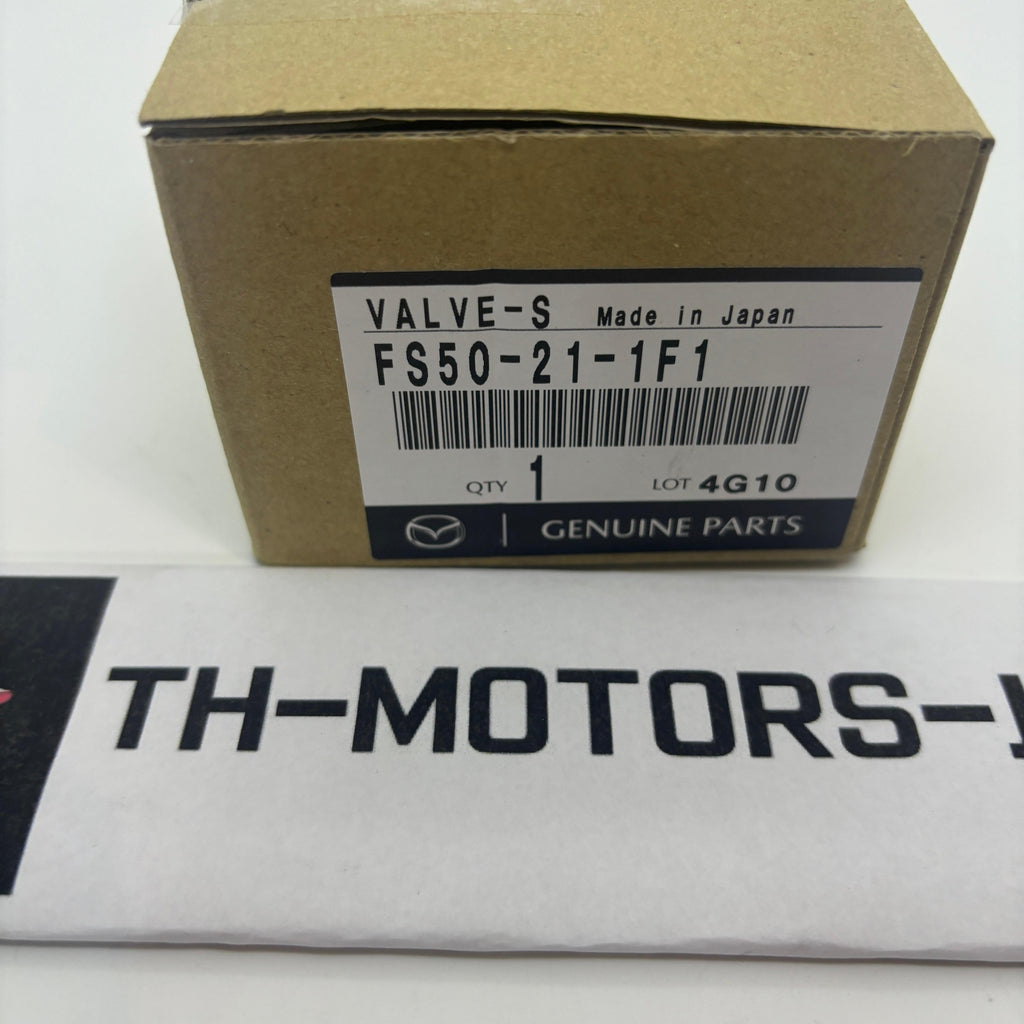 VALVE-S Made in Japan
FS50-21-1F1
QTY 1 LOT 4G10
GENUINE PARTS
TH-MOTORS-